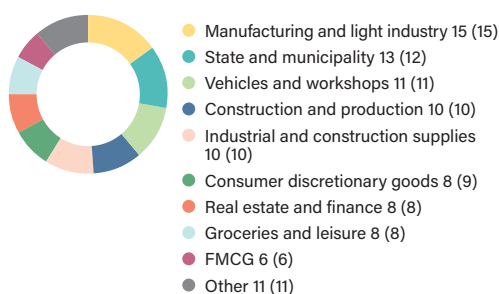 Manufacturing and light industry 15 (15)
State and municipality 13 (12)
Vehicles and workshops 11 (11)
Construction and production 10 (10)
Industrial and construction supplies
10 (10)
Consumer discretionary goods 8 (9)
Real estate and finance 8 (8)
Groceries and leisure 8 (8)
FMCG 6 (6)
Other 11 (11)